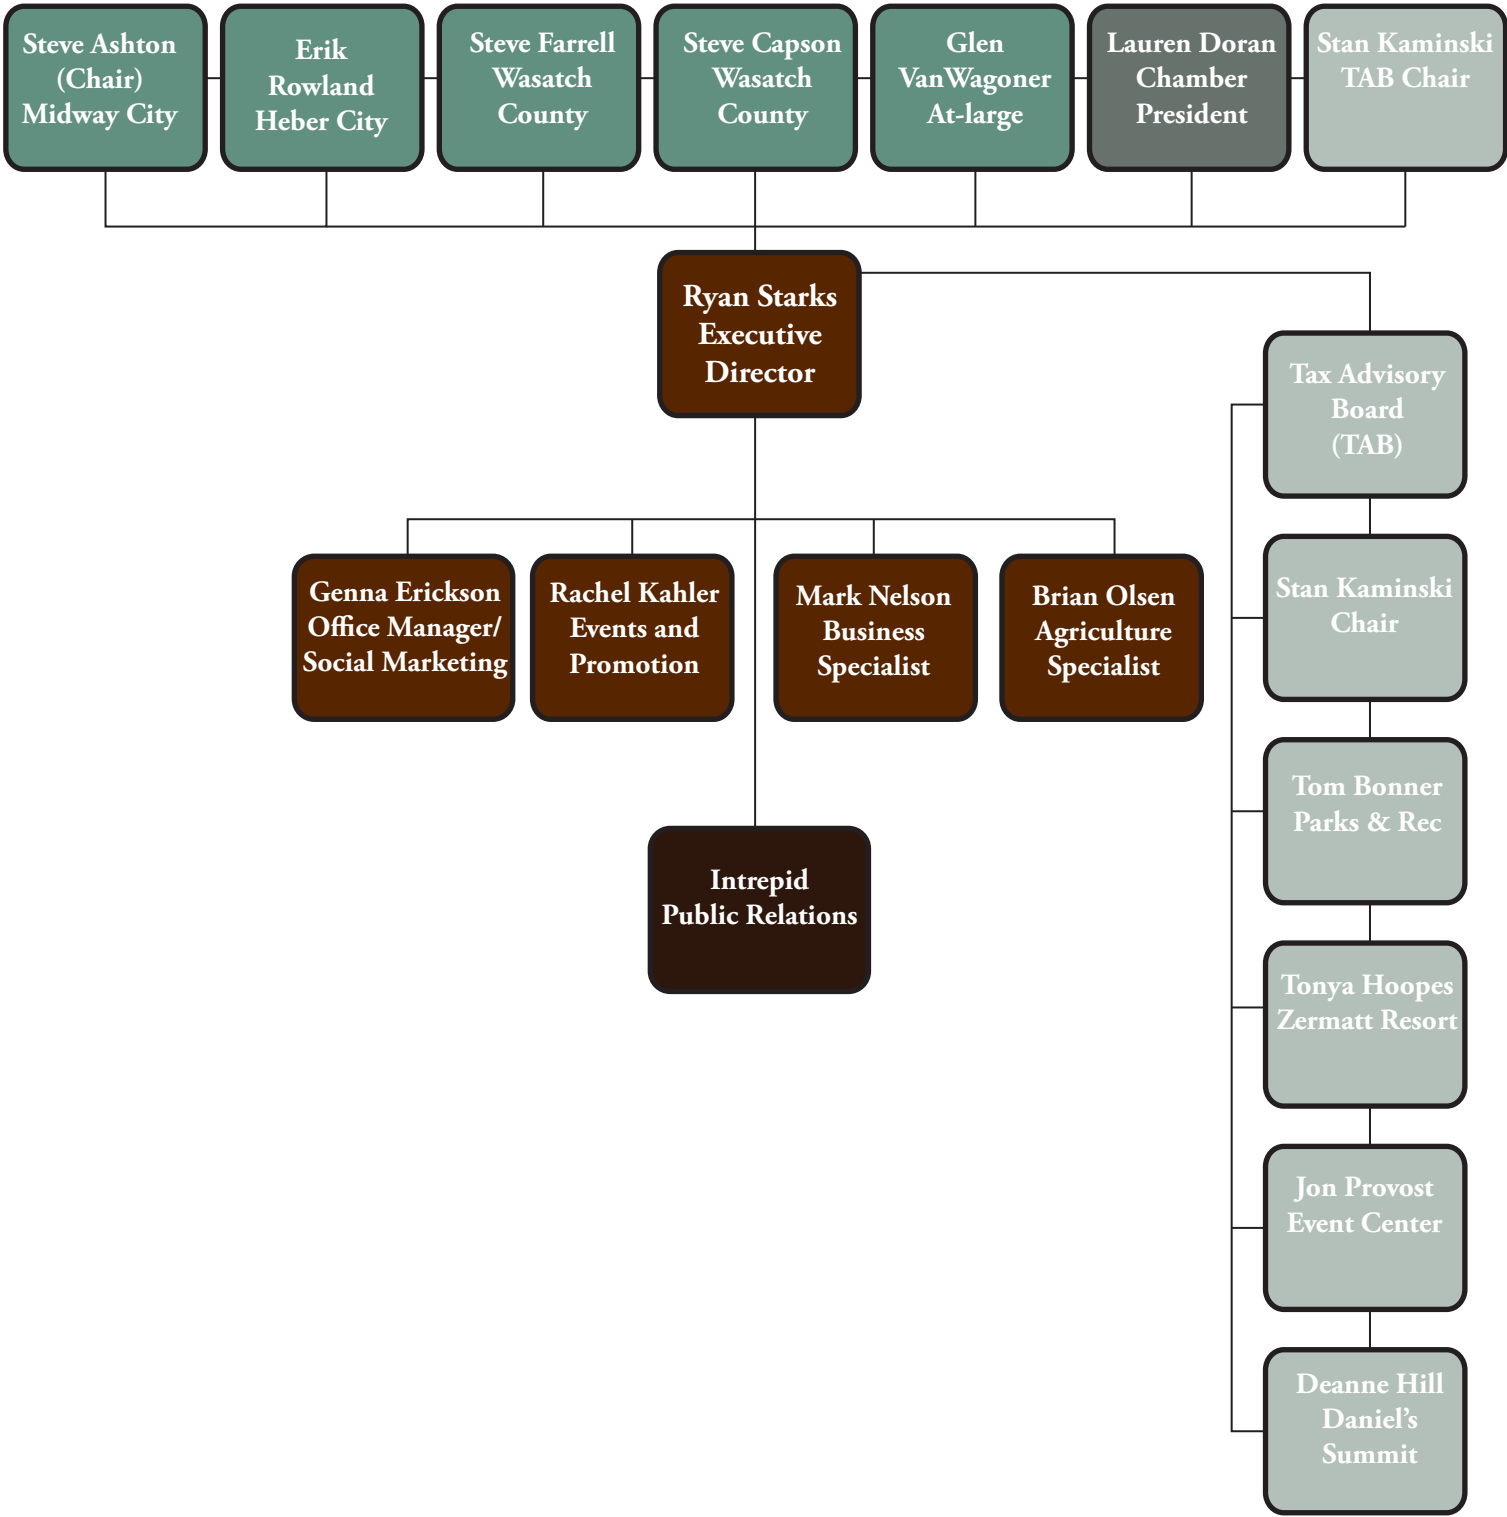 Steve Ashton
(Chair)
Midway City
Erik
Rowland
Heber City
Steve Farrell
Wasatch
County
Steve Capson
Wasatch
County
Glen
VanWagoner
At-large
Lauren Doran
Chamber
President
Stan Kaminski
TAB Chair
Ryan Starks
Executive
Director
Tax Advisory
Board
(TAB)
Genna Erickson
Office Manager/
Social Marketing
Rachel Kahler
Events and
Promotion
Mark Nelson
Business
Specialist
Brian Olsen
Agriculture
Specialist
Stan Kaminski
Chair
Tom Bonner
Parks & Rec
Intrepid
Public Relations
Tonya Hoopes
Zermatt Resort
Jon Provost
Event Center
Deanne Hill
Daniel’s
Summit